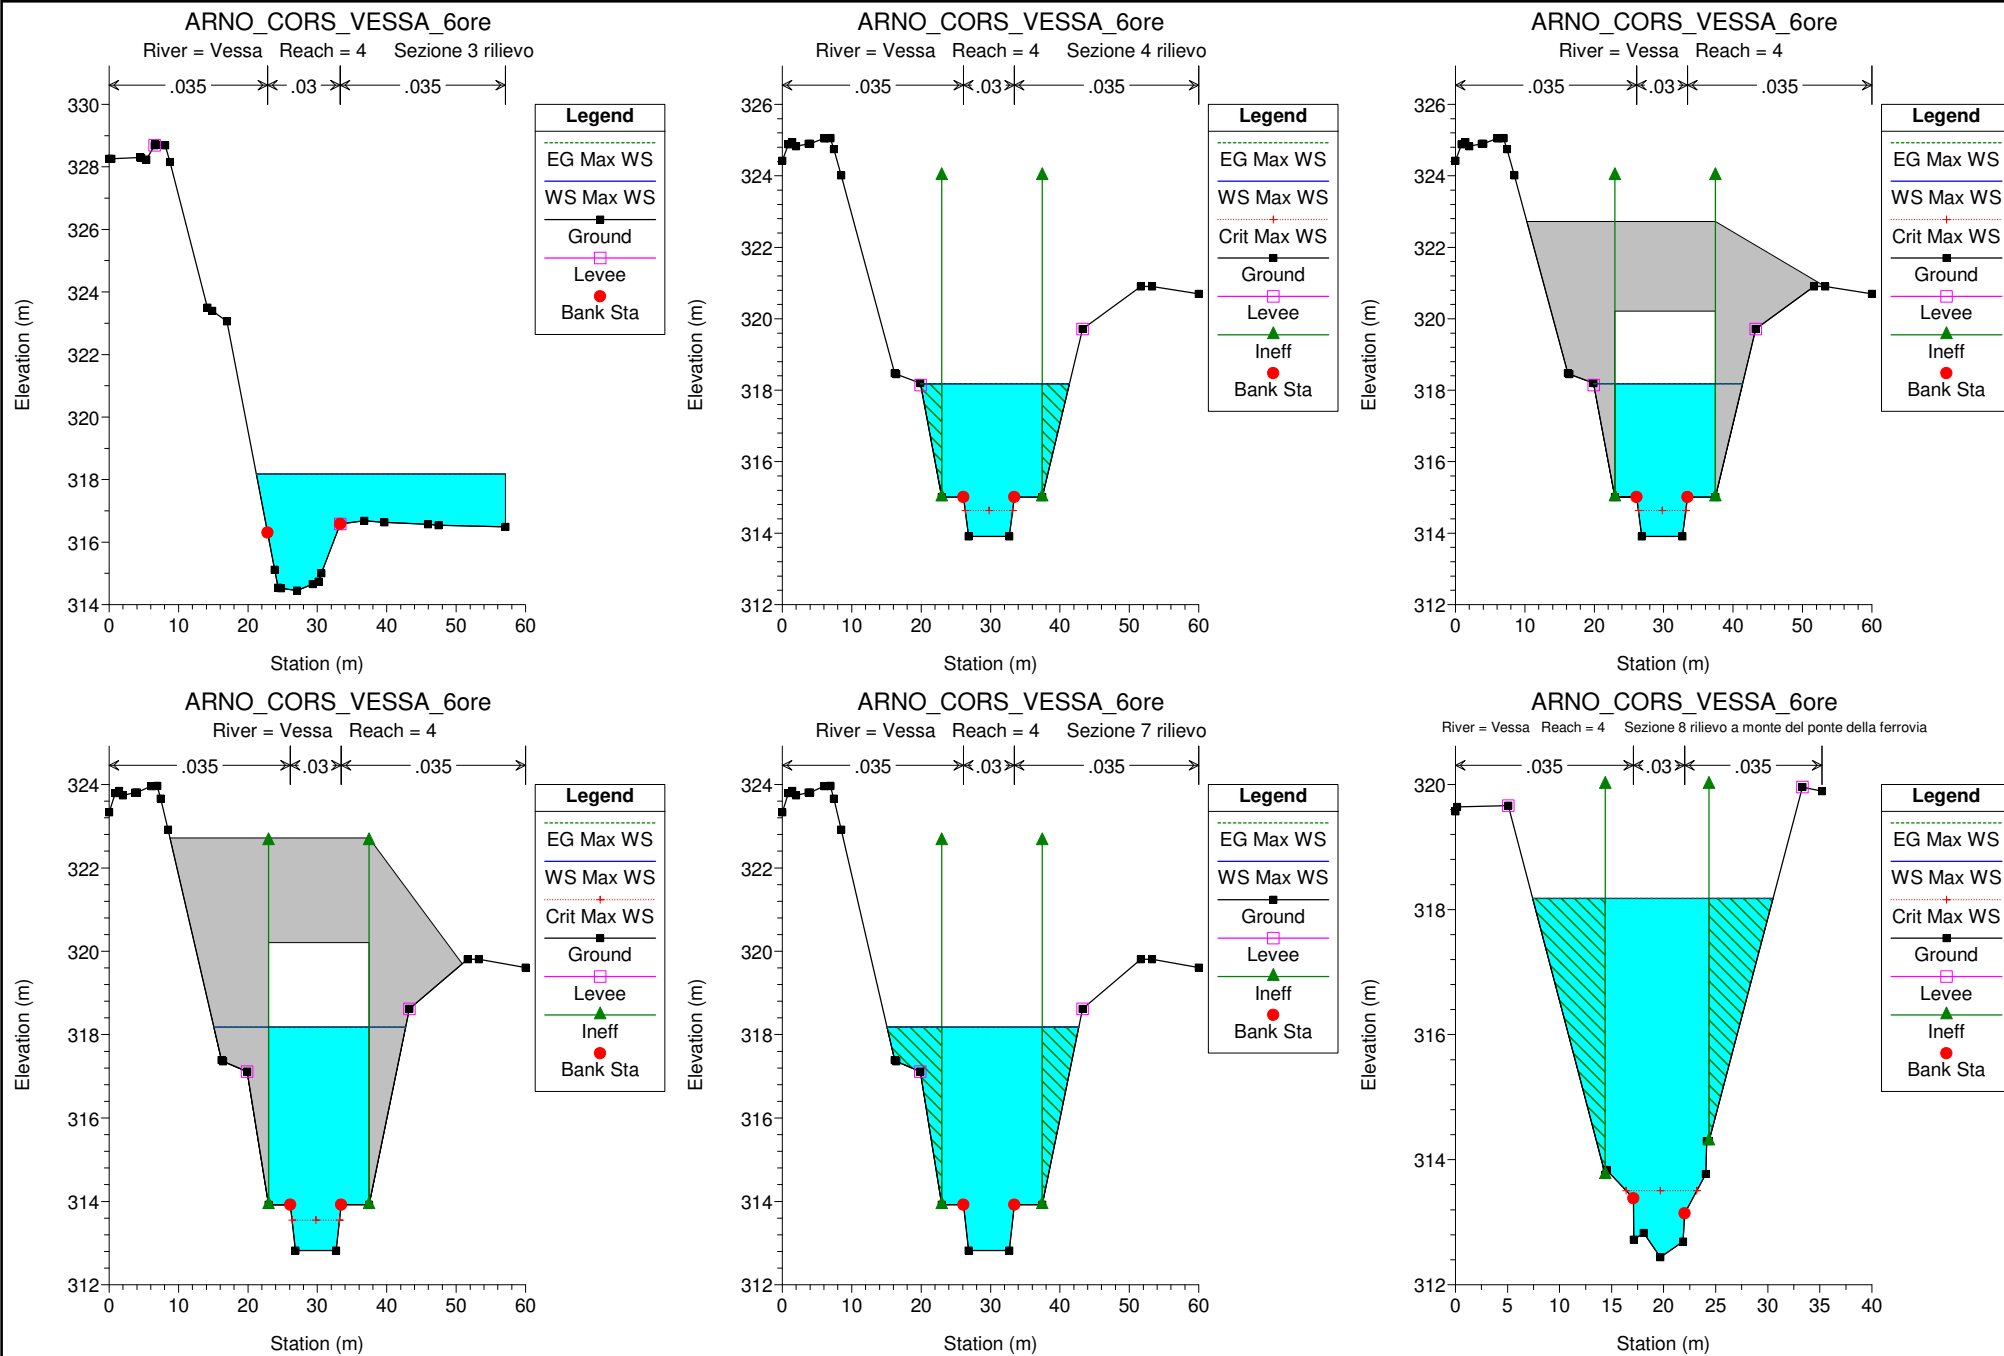 ARNO_CORS_VESSA_6ore
River = Vessa Reach = 4 Sezione 3 rilievo
.035 .03 .035
330
328
326
324
322
320
318
316
314
0 10 20 30 40 50 60
Station (m)
Elevation (m)
Legend
EG Max WS
WS Max WS
Ground
Levee
Bank Sta
ARNO_CORS_VESSA_6ore
River = Vessa Reach = 4 Sezione 4 rilievo
.035 .03 .035
326
324
322
320
318
316
314
312
0 10 20 30 40 50 60
Station (m)
Elevation (m)
Legend
EG Max WS
WS Max WS
Crit Max WS
Ground
Levee
Ineff
Bank Sta
ARNO_CORS_VESSA_6ore
River = Vessa Reach = 4
.035 .03 .035
326
324
322
320
318
316
314
312
0 10 20 30 40 50 60
Station (m)
Elevation (m)
Legend
EG Max WS
WS Max WS
Crit Max WS
Ground
Levee
Ineff
Bank Sta
ARNO_CORS_VESSA_6ore
River = Vessa Reach = 4
.035 .03 .035
324
322
320
318
316
314
312
0 10 20 30 40 50 60
Station (m)
Elevation (m)
Legend
EG Max WS
WS Max WS
Crit Max WS
Ground
Levee
Ineff
Bank Sta
ARNO_CORS_VESSA_6ore
River = Vessa Reach = 4 Sezione 7 rilievo
.035 .03 .035
324
322
320
318
316
314
312
0 10 20 30 40 50 60
Station (m)
Elevation (m)
Legend
EG Max WS
WS Max WS
Ground
Levee
Ineff
Bank Sta
ARNO_CORS_VESSA_6ore
River = Vessa Reach = 4 Sezione 8 rilievo a monte del ponte della ferrovia
.035 .03 .035
320
318
316
314
312
0 5 10 15 20 25 30 35 40
Station (m)
Elevation (m)
Legend
EG Max WS
WS Max WS
Crit Max WS
Ground
Levee
Ineff
Bank Sta